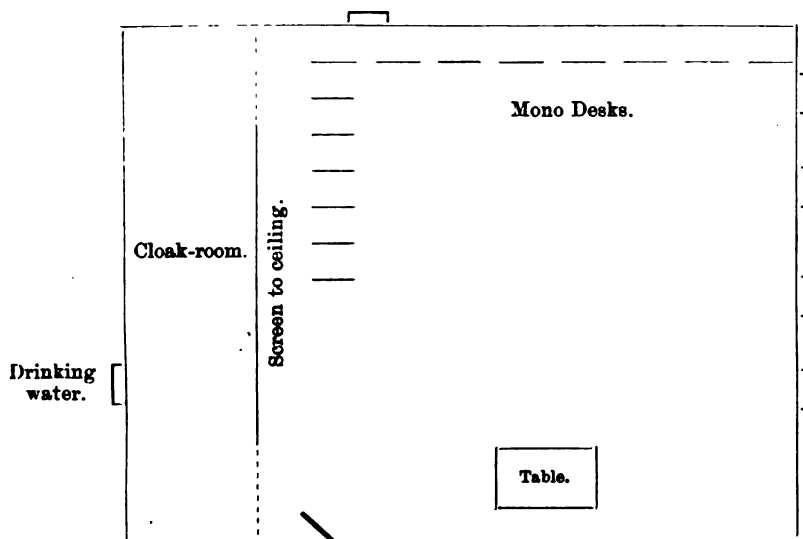 Mono Desks.
Cloak-room.
Screen to ceiling.
Drinking
water.
Table.